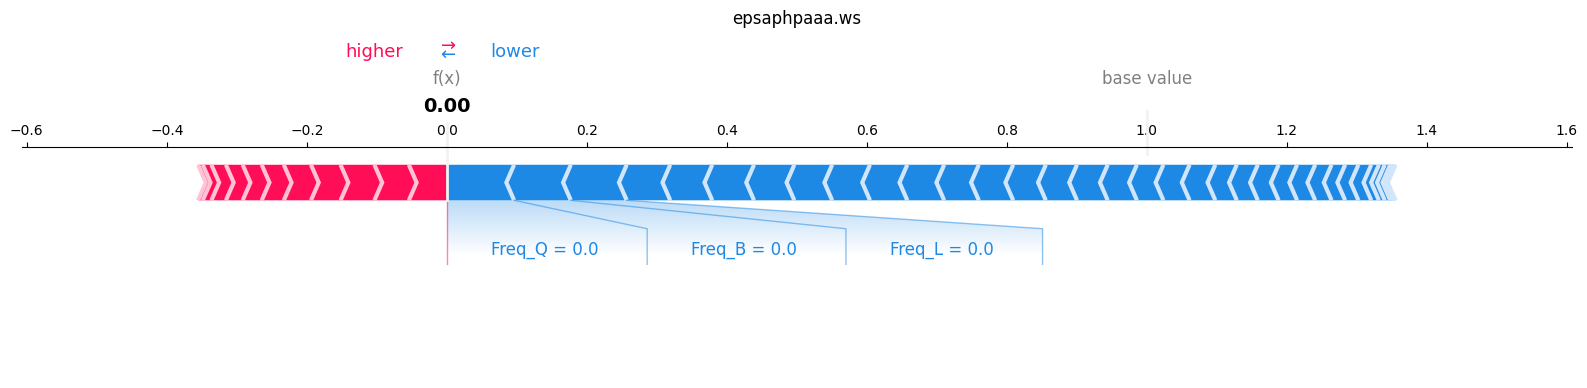 epsaphpaaa.ws
higher → ← lower
f(x) base value
0.00
−0.6 −0.4 −0.2 0.0 0.2 0.4 0.6 0.8 1.0 1.2 1.4 1.6
Freq_Q = 0.0 Freq_B = 0.0 Freq_L = 0.0